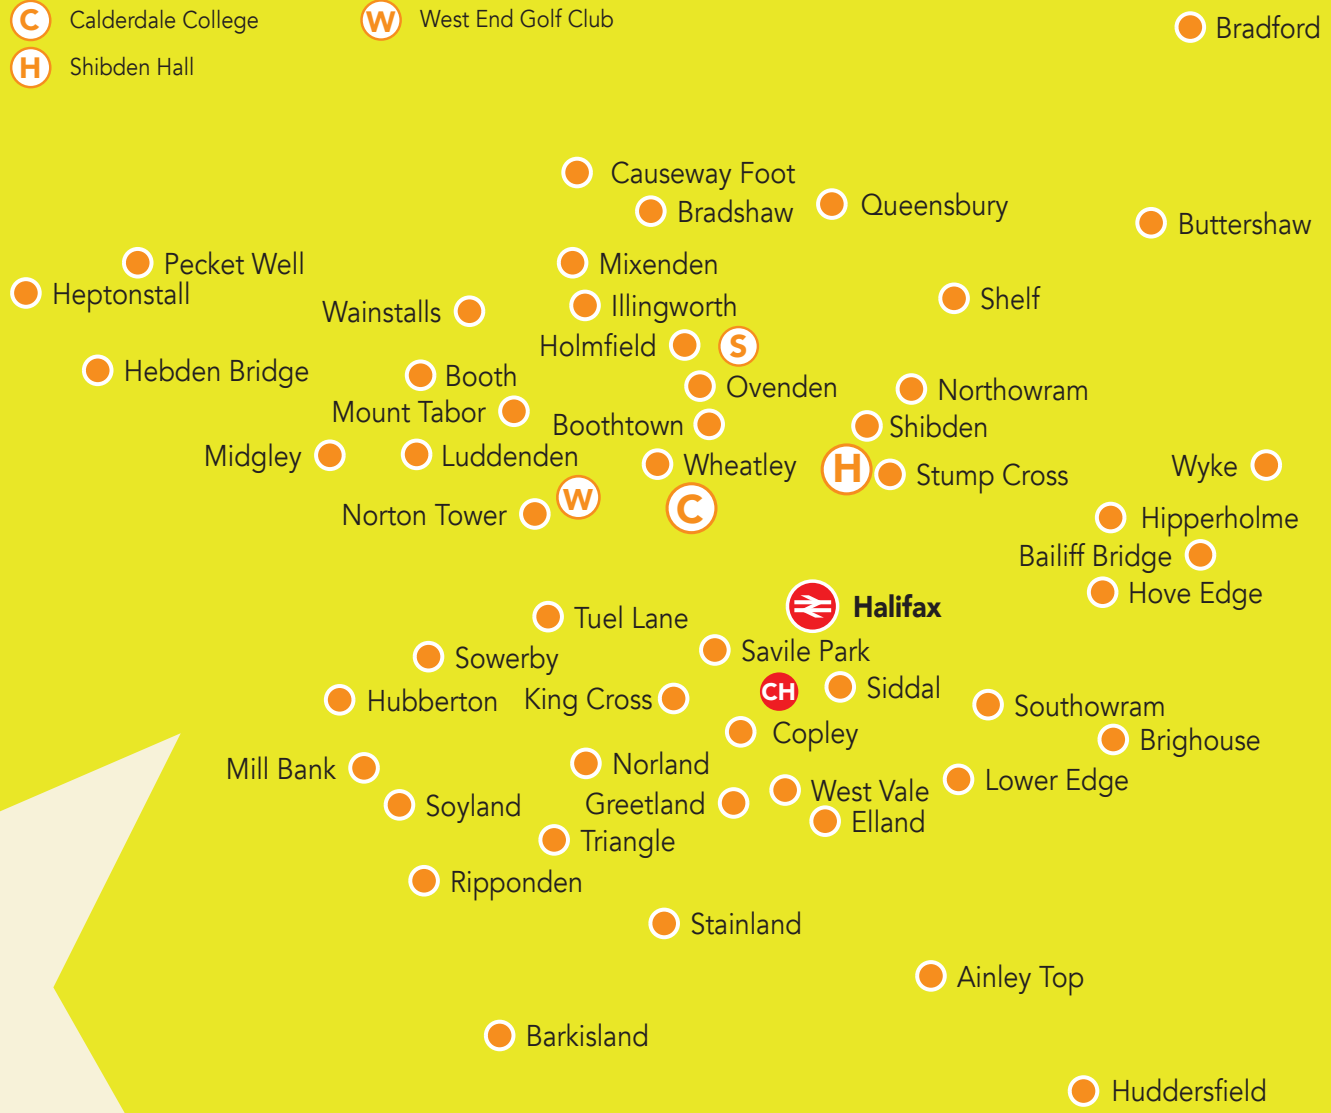 C Calderdale College
W West End Golf Club
Bradford
H Shibden Hall
Causeway Foot
Queensbury
Bradshaw
Buttershaw
Pecket Well
Mixenden
Heptonstall
Shelf
Illingworth
Wainstalls
Holmfield
S
Hebden Bridge
Booth
Ovenden
Northowram
Mount Tabor
Boothtown
Shibden
Midgley
Luddenden
Wheatley
H
Stump Cross
Wyke
W
C
Norton Tower
Hipperholme
Bailiff Bridge
Hove Edge
Halifax
Tuel Lane
Savile Park
Sowerby
Siddal
CH
Hubberton
King Cross
Southowram
Copley
Brighouse
Norland
Mill Bank
Lower Edge
West Vale
Greetland
Soyland
Elland
Triangle
Ripponden
Stainland
Ainley Top
Barkisland
Huddersfield